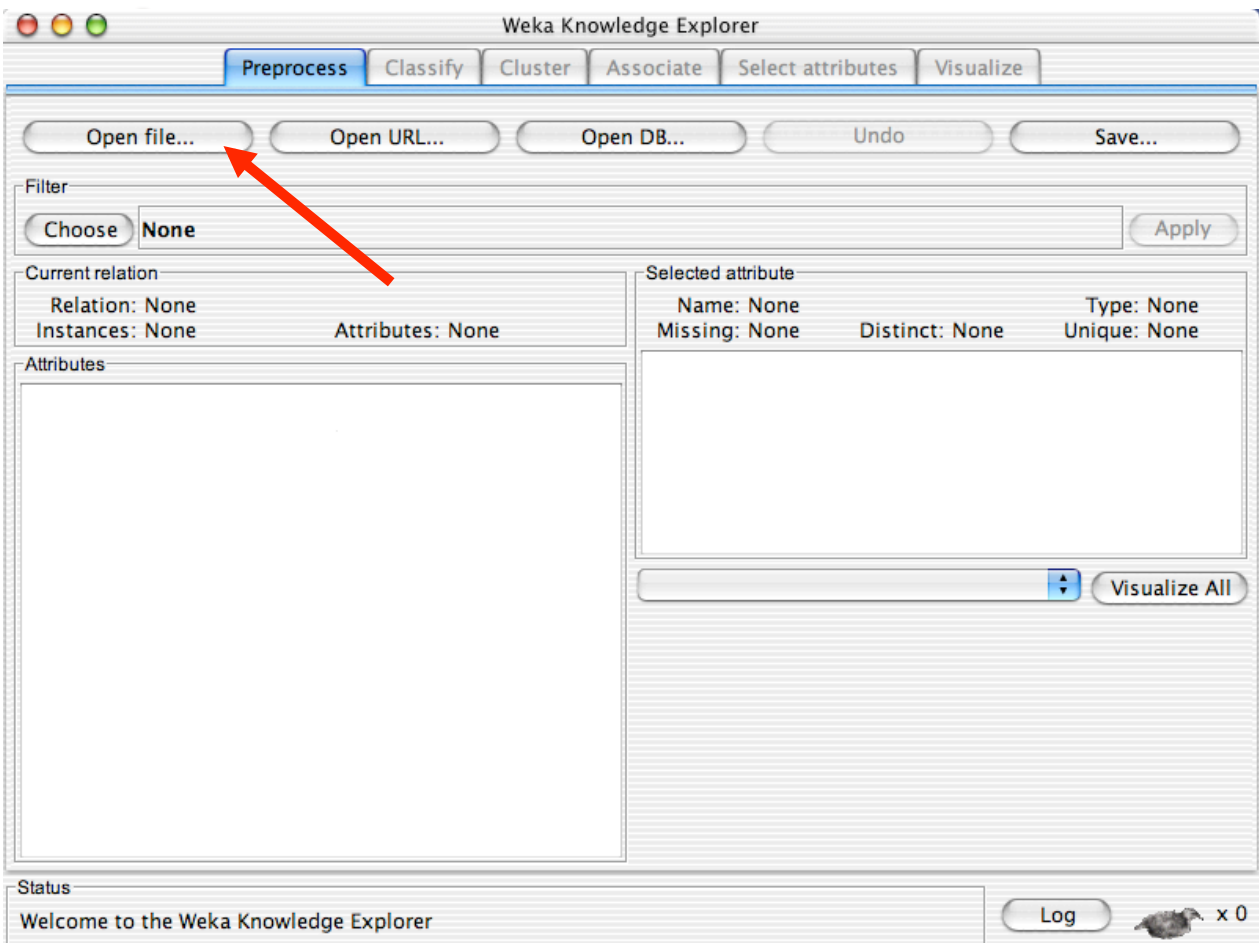 Weka Knowledge Explorer
Preprocess Classify Cluster Associate Select attributes Visualize
Open file... Open URL... Open DB... Undo Save...
Filter
Choose None Apply
Current relation
Relation: None
Instances: None Attributes: None
Selected attribute
Name: None Type: None
Missing: None Distinct: None Unique: None
Attributes
Visualize All
Status
Welcome to the Weka Knowledge Explorer
Log x 0